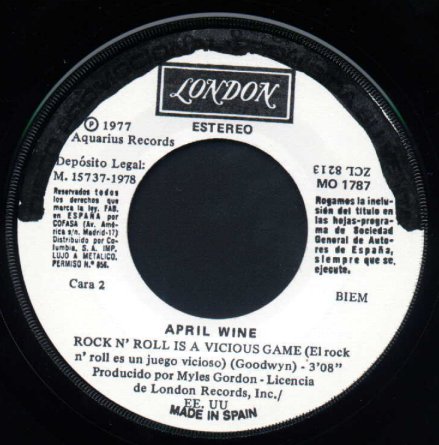 LONDON
ESTEREO
Ⓟ 1977
Aquarius Records
Depósito Legal:
M. 15737-1978
Reservados todos
los derechos que
marca la ley. FAB.
en ESPAÑA por
COFASA (Av. Amé-
rica s/n. Madrid-17)
Distribuido por Co-
lumbia, S. A. IMP.
LUJO A METALICO.
PERMISO N.º 856.
Cara 2
ZCL 8213
MO 1787
Rogamos la inclu-
sión del título en
las hojas-progra-
ma de Sociedad
General de Auto-
res de España,
siempre que se
ejecute.
BIEM
APRIL WINE
ROCK N' ROLL IS A VICIOUS GAME (El rock
n' roll es un juego vicioso) (Goodwyn) - 3'08"
Producido por Myles Gordon - Licencia
de London Records, Inc./
EE. UU
MADE IN SPAIN